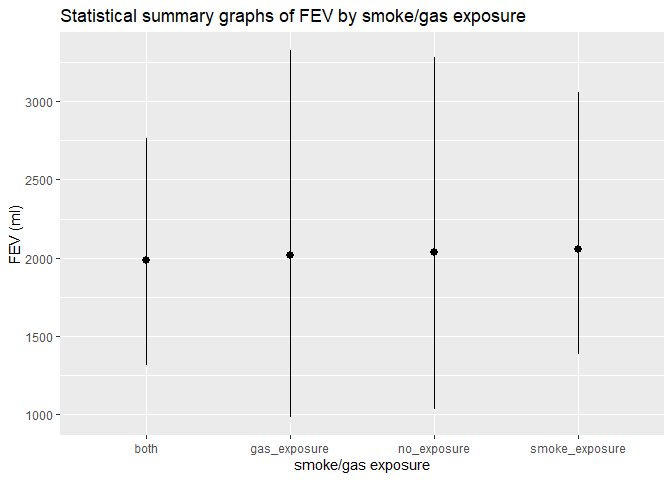 Statistical summary graphs of FEV by smoke/gas exposure
FEV (ml)
3000
2500
2000
1500
1000
both gas_exposure no_exposure smoke_exposure
smoke/gas exposure